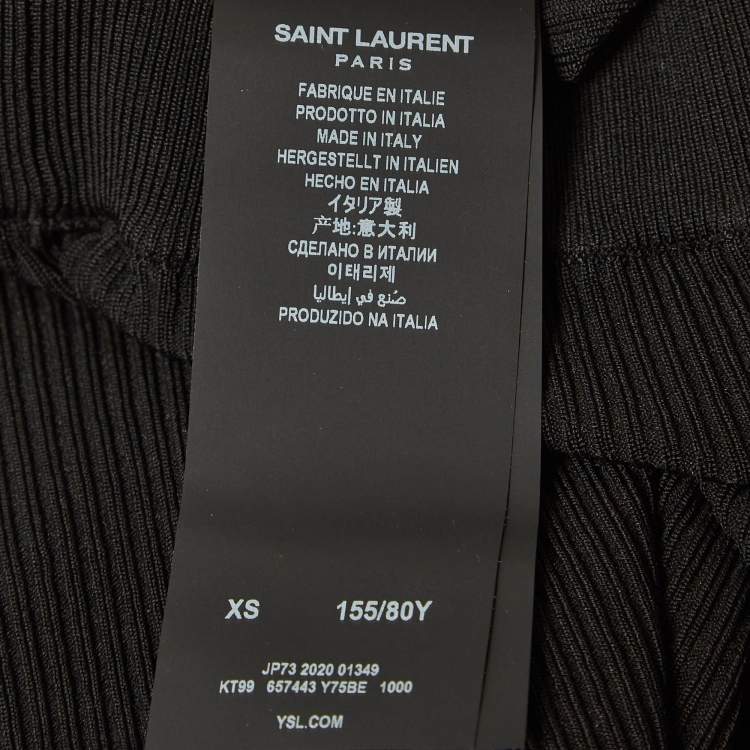 SAINT LAURENT
PARIS
FABRIQUE EN ITALIE
PRODOTTO IN ITALIA
MADE IN ITALY
HERGESTELLT IN ITALIEN
HECHO EN ITALIA
イタリア製
产地:意大利
СДЕЛАНО В ИТАЛИИ
이태리제
صُنع في إيطاليا
PRODUZIDO NA ITALIA
XS 155/80Y
JP73 2020 01349
KT99 657443 Y75BE 1000
YSL.COM